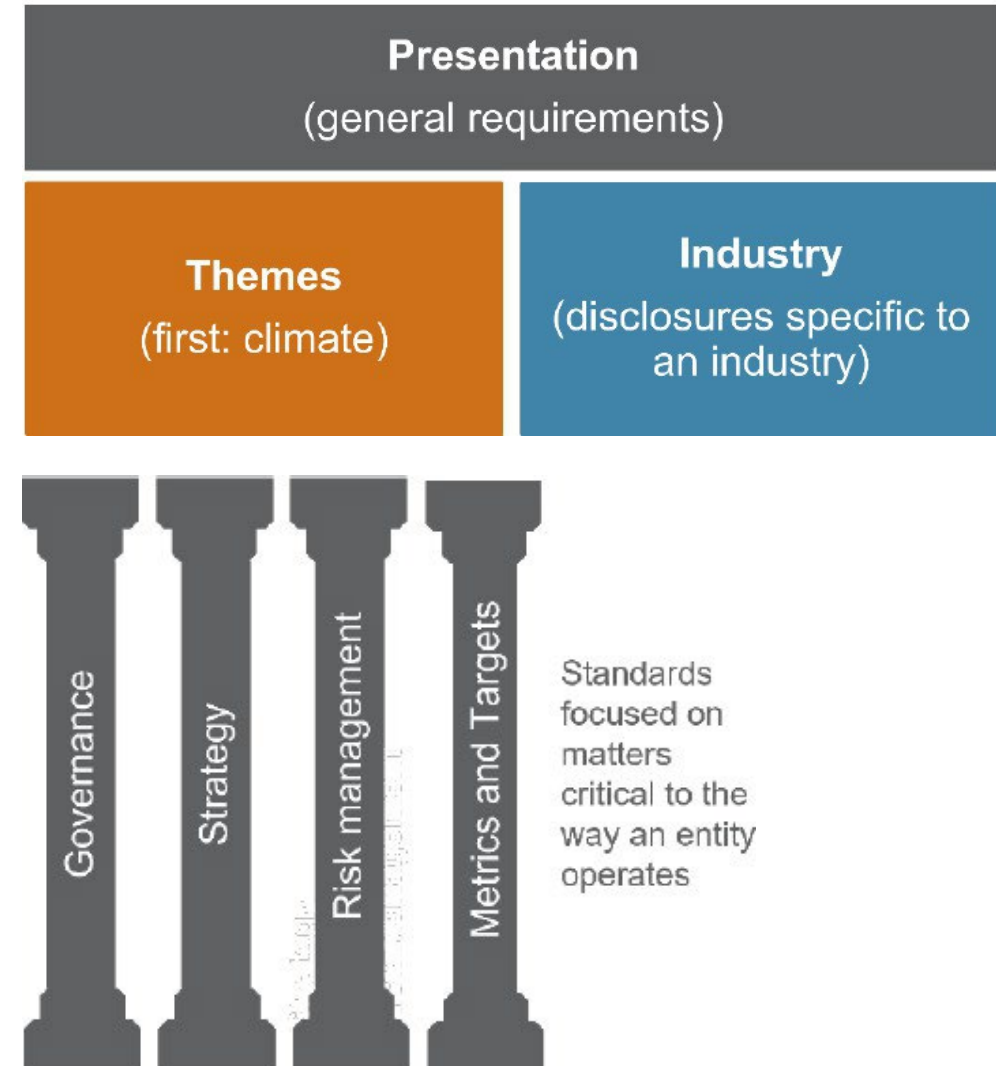 Presentation
(general requirements)
Themes
(first: climate)
Industry
(disclosures specific to
an industry)
Governance
Strategy
Risk management
Metrics and Targets
Standards
focused on
matters
critical to the
way an entity
operates